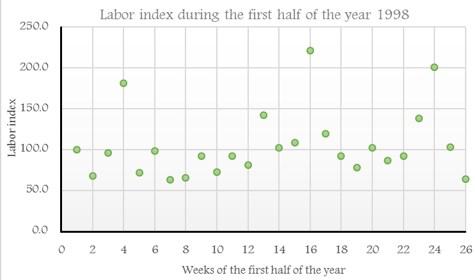 Labor index during the first half of the year 1998
250.0
200.0
150.0
100.0
50.0
0.0
Labor index
0 2 4 6 8 10 12 14 16 18 20 22 24 26
Weeks of the first half of the year